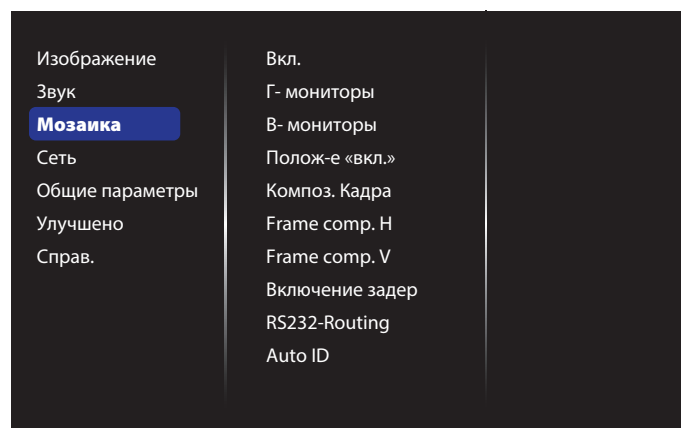 Изображение
Звук
Мозаика
Сеть
Общие параметры
Улучшено
Справ.
Вкл.
Г- мониторы
В- мониторы
Полож-е «вкл.»
Композ. Кадра
Frame comp. H
Frame comp. V
Включение задер
RS232-Routing
Auto ID